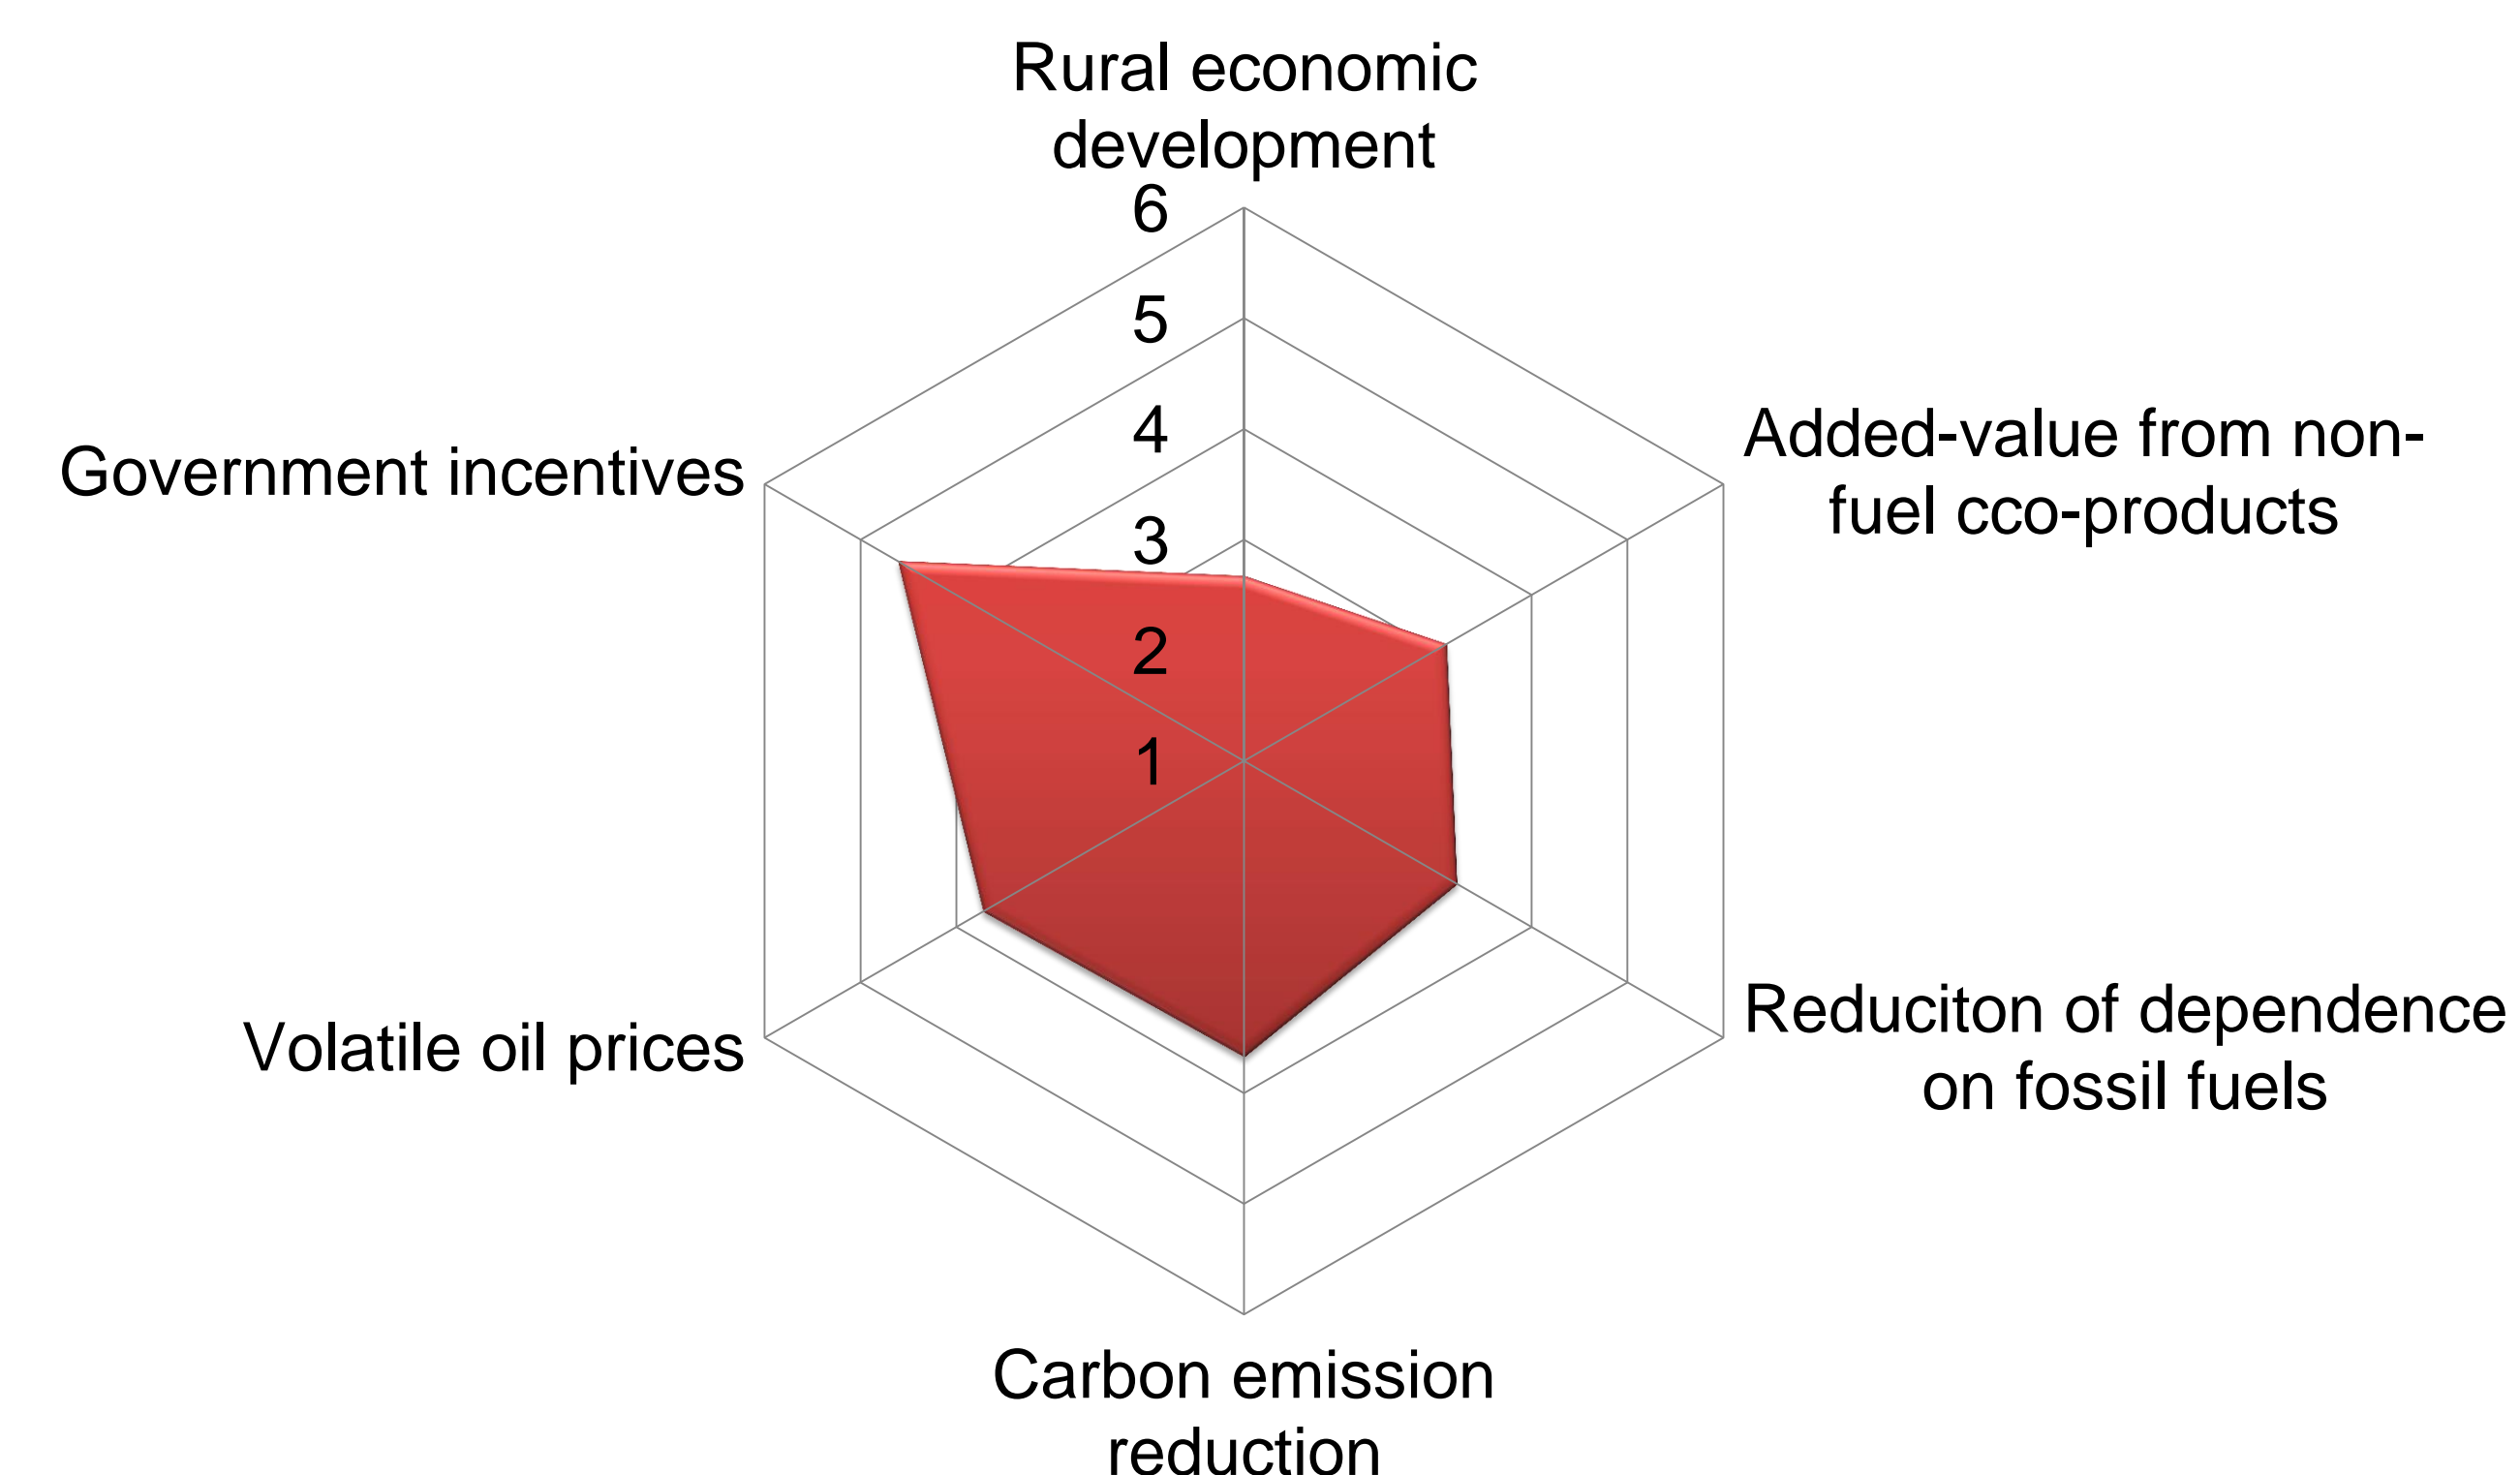 Rural economic
development
6
5
4
3
2
1
Added-value from non-
fuel cco-products
Reduciton of dependence
on fossil fuels
Carbon emission
reduction
Volatile oil prices
Government incentives